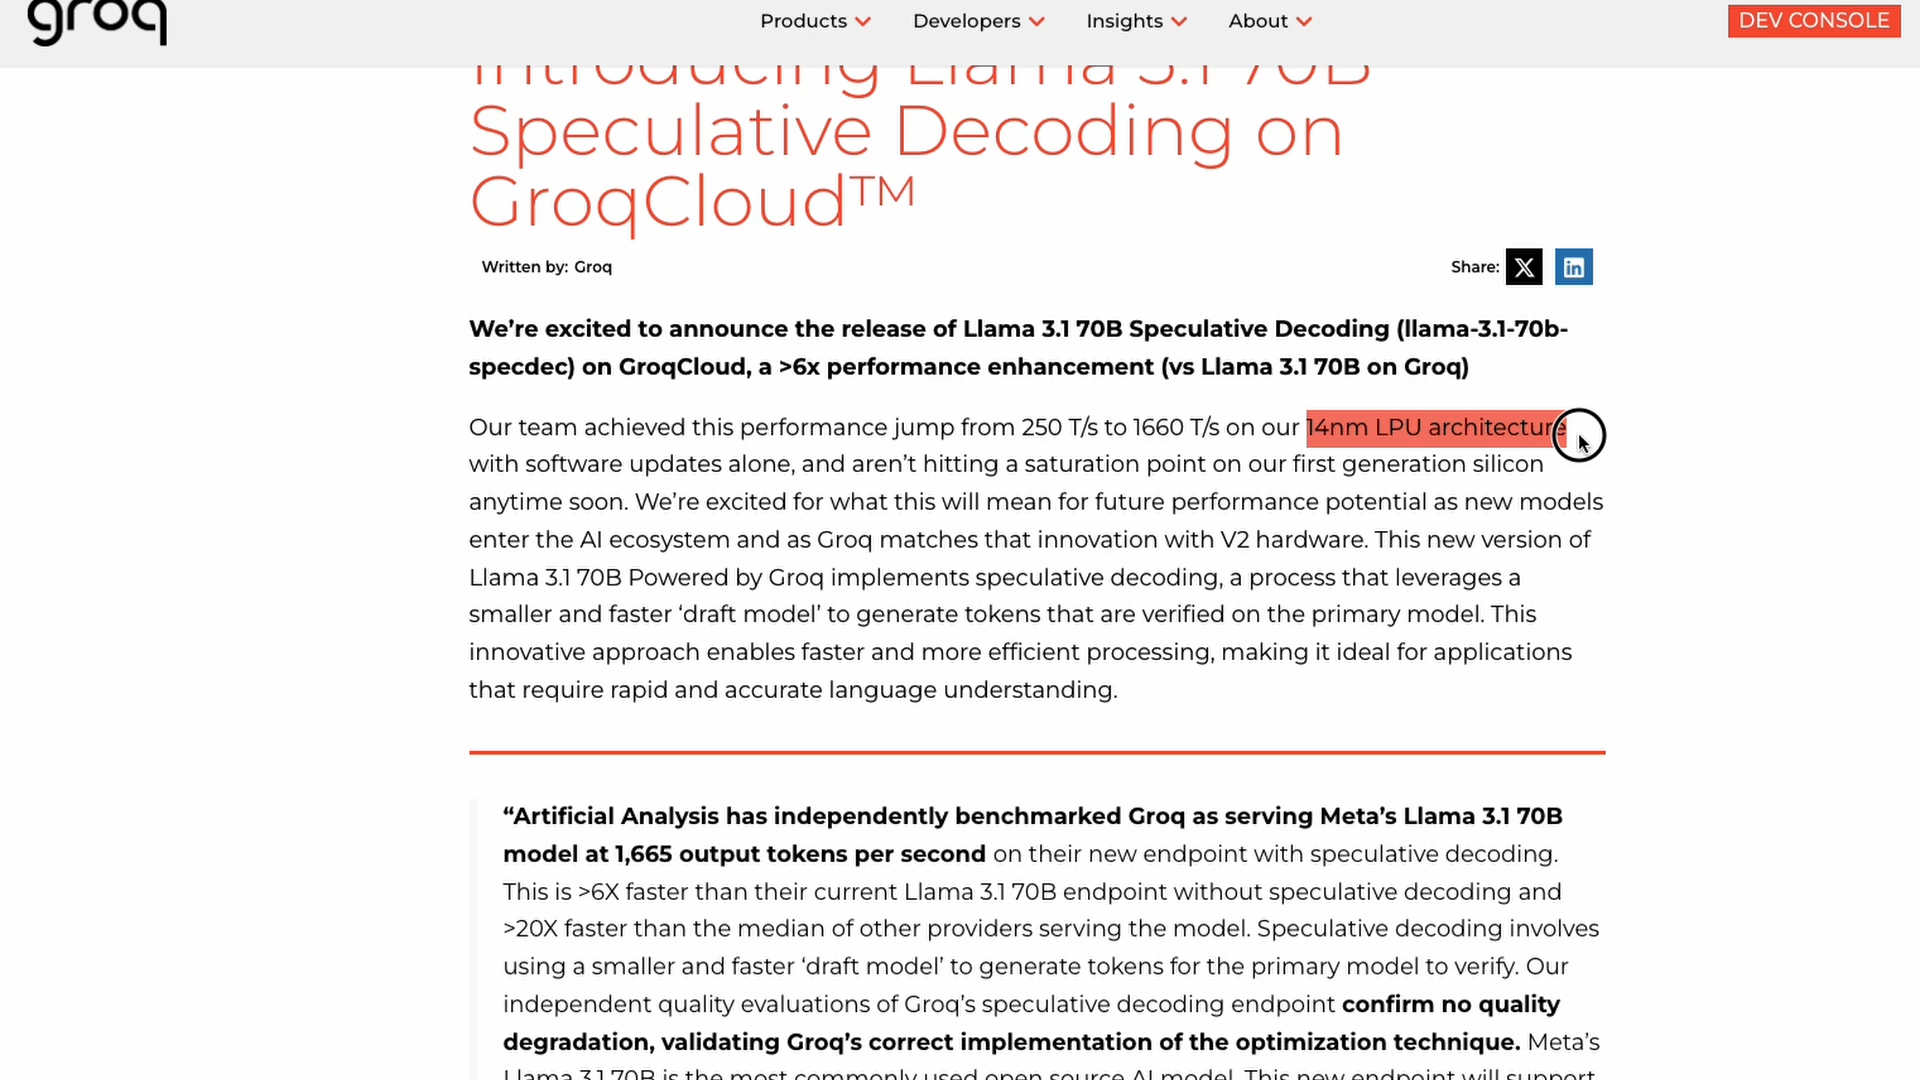 groq
Products
Developers
Insights
About
DEV CONSOLE
Introducing Llama 3.1 70B
Speculative Decoding on
GroqCloud™
Written by: Groq
Share:
We’re excited to announce the release of Llama 3.1 70B Speculative Decoding (llama-3.1-70b-
specdec) on GroqCloud, a >6x performance enhancement (vs Llama 3.1 70B on Groq)
Our team achieved this performance jump from 250 T/s to 1660 T/s on our 14nm LPU architecture
with software updates alone, and aren’t hitting a saturation point on our first generation silicon
anytime soon. We’re excited for what this will mean for future performance potential as new models
enter the AI ecosystem and as Groq matches that innovation with V2 hardware. This new version of
Llama 3.1 70B Powered by Groq implements speculative decoding, a process that leverages a
smaller and faster ‘draft model’ to generate tokens that are verified on the primary model. This
innovative approach enables faster and more efficient processing, making it ideal for applications
that require rapid and accurate language understanding.
“Artificial Analysis has independently benchmarked Groq as serving Meta’s Llama 3.1 70B
model at 1,665 output tokens per second on their new endpoint with speculative decoding.
This is >6X faster than their current Llama 3.1 70B endpoint without speculative decoding and
>20X faster than the median of other providers serving the model. Speculative decoding involves
using a smaller and faster ‘draft model’ to generate tokens for the primary model to verify. Our
independent quality evaluations of Groq’s speculative decoding endpoint confirm no quality
degradation, validating Groq’s correct implementation of the optimization technique. Meta’s
Llama 3.1 70B is the most commonly used open source AI model. This new endpoint will support